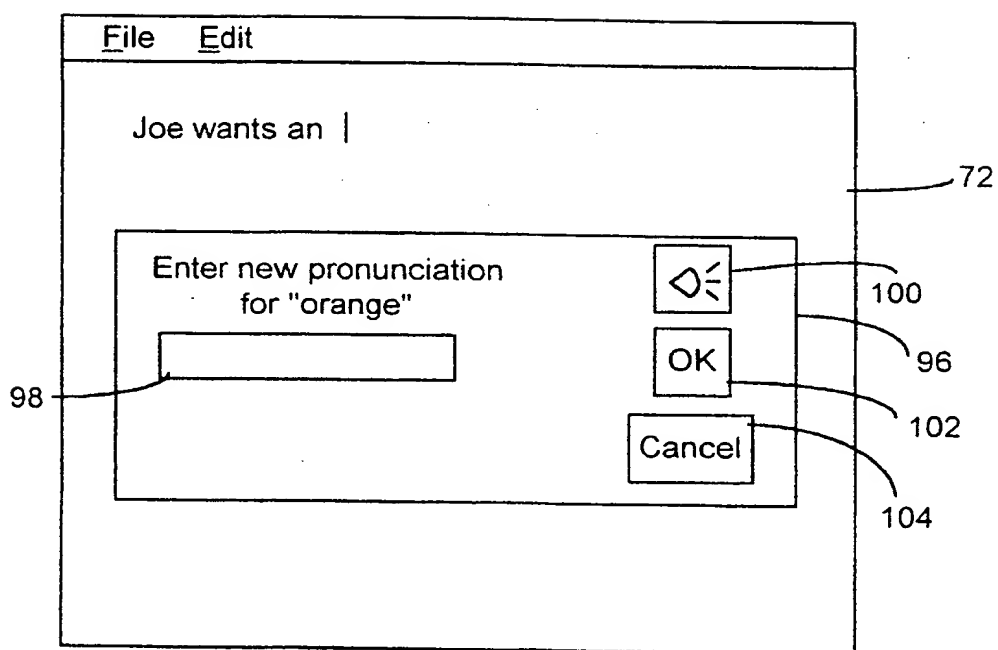 File Edit
Joe wants an |
72
Enter new pronunciation
for "orange"
100
OK
96
98
102
Cancel
104